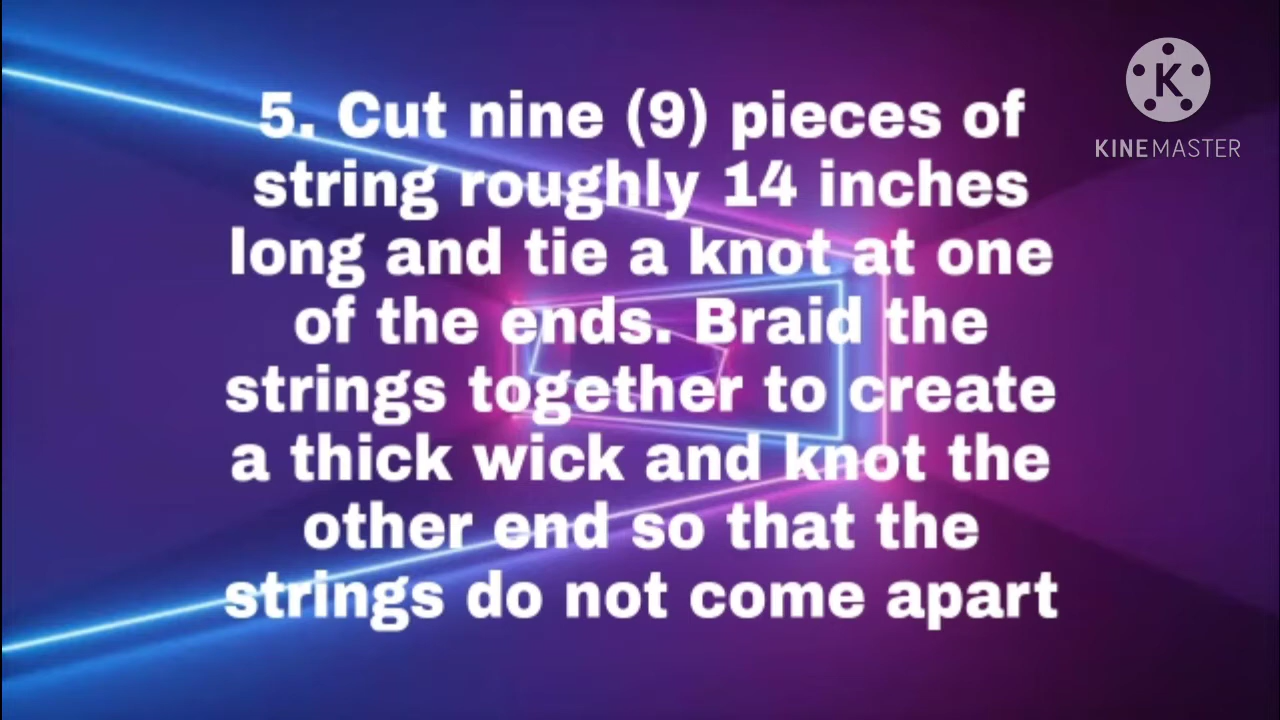 5. Cut nine (9) pieces of
string roughly 14 inches
long and tie a knot at one
of the ends. Braid the
strings together to create
a thick wick and knot the
other end so that the
strings do not come apart
K
KINEMASTER